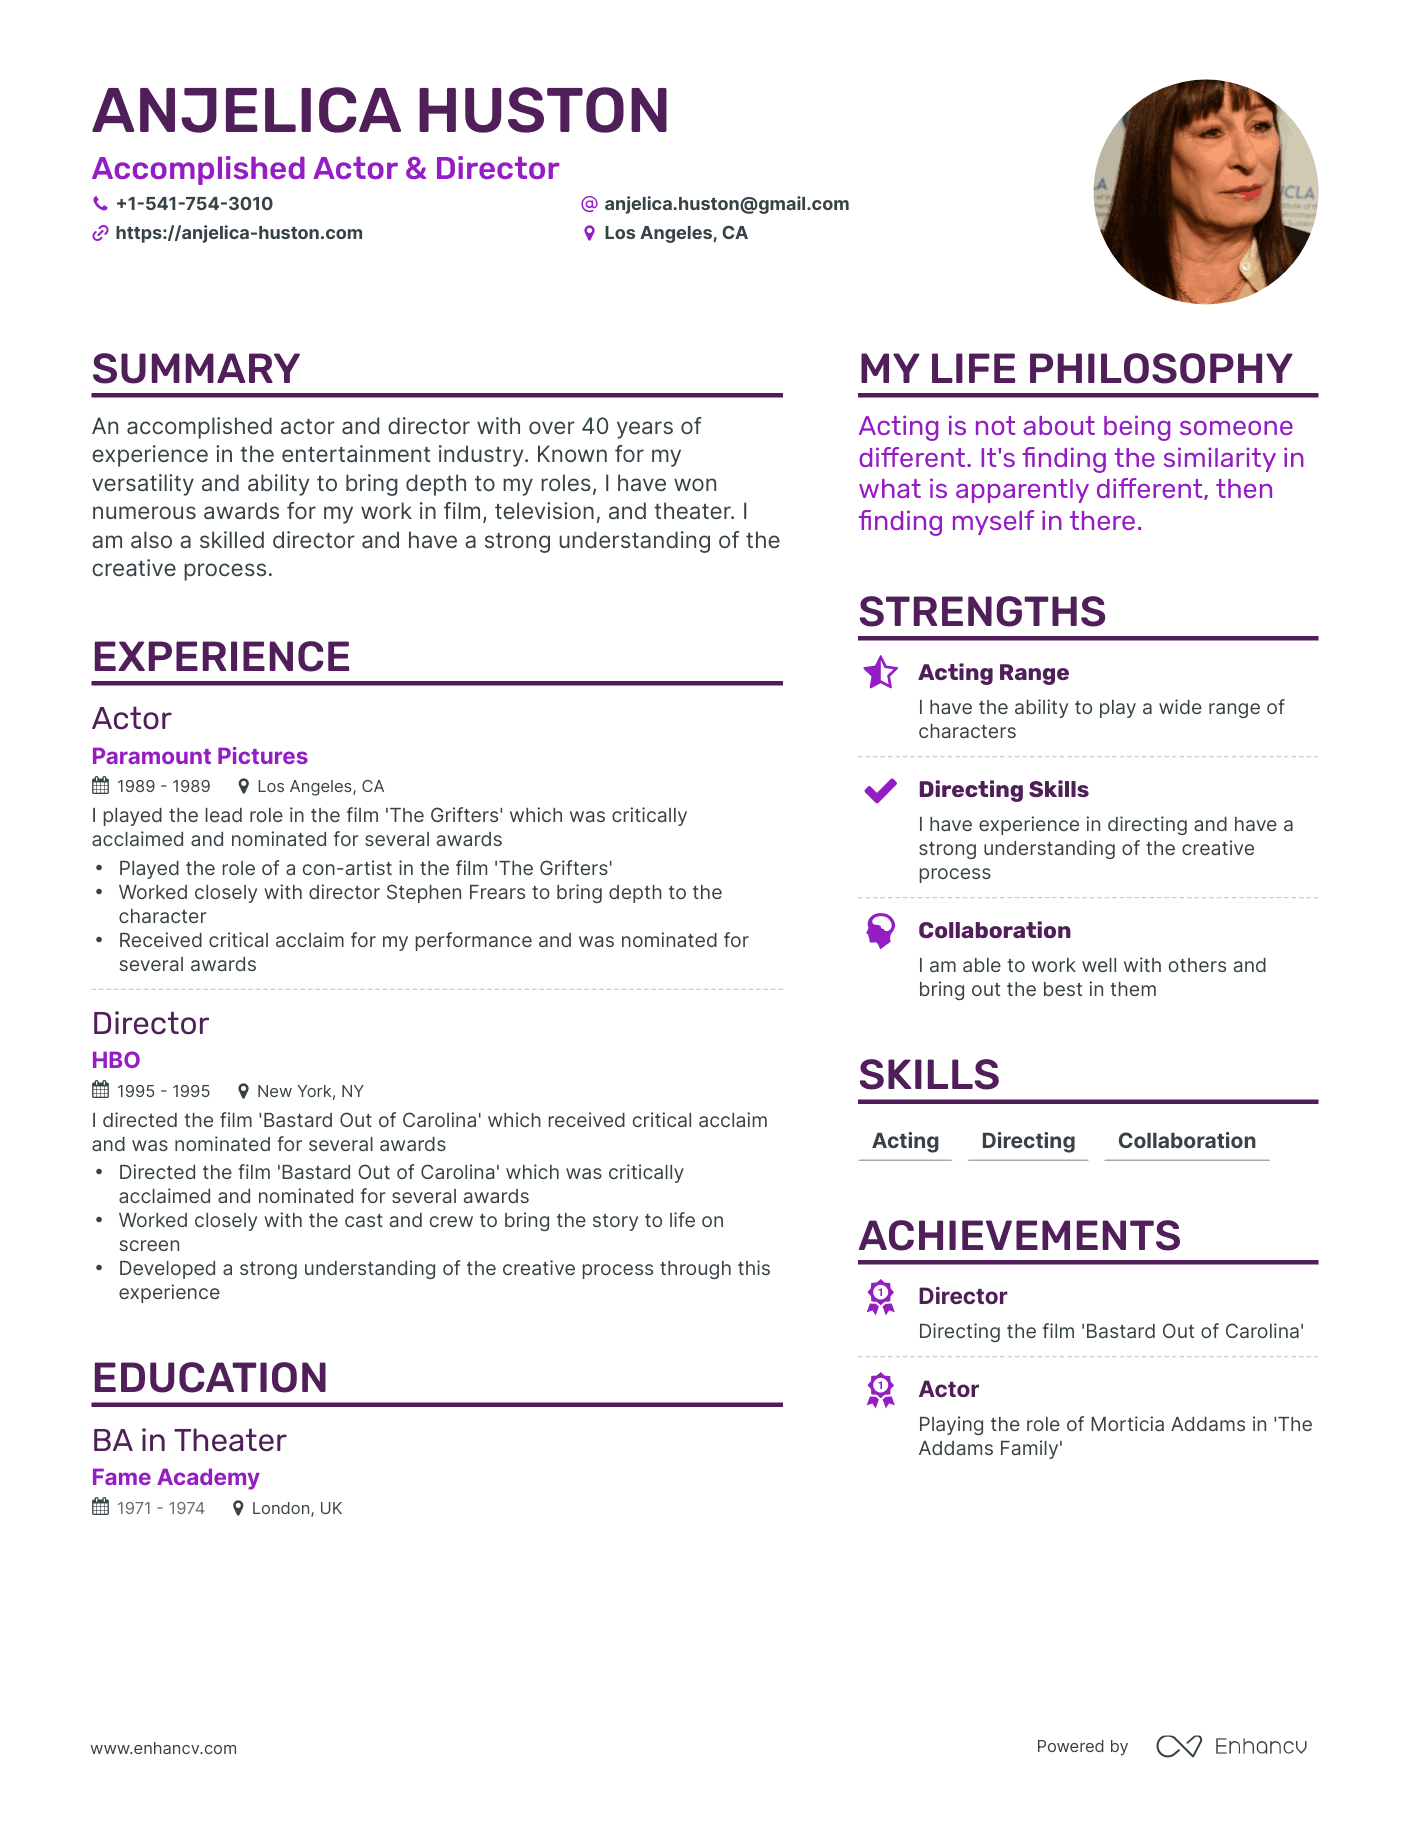 ANJELICA HUSTON
Accomplished Actor & Director
+1-541-754-3010
anjelica.huston@gmail.com
https://anjelica-huston.com
Los Angeles, CA
SUMMARY
An accomplished actor and director with over 40 years of
experience in the entertainment industry. Known for my
versatility and ability to bring depth to my roles, I have won
numerous awards for my work in film, television, and theater. I
am also a skilled director and have a strong understanding of the
creative process.
EXPERIENCE
Actor
Paramount Pictures
1989 - 1989 Los Angeles, CA
I played the lead role in the film 'The Grifters' which was critically
acclaimed and nominated for several awards
• Played the role of a con-artist in the film 'The Grifters'
• Worked closely with director Stephen Frears to bring depth to the
character
• Received critical acclaim for my performance and was nominated for
several awards
Director
HBO
1995 - 1995 New York, NY
I directed the film 'Bastard Out of Carolina' which received critical acclaim
and was nominated for several awards
• Directed the film 'Bastard Out of Carolina' which was critically
acclaimed and nominated for several awards
• Worked closely with the cast and crew to bring the story to life on
screen
• Developed a strong understanding of the creative process through this
experience
EDUCATION
BA in Theater
Fame Academy
1971 - 1974 London, UK
MY LIFE PHILOSOPHY
Acting is not about being someone
different. It's finding the similarity in
what is apparently different, then
finding myself in there.
STRENGTHS
Acting Range
I have the ability to play a wide range of
characters
Directing Skills
I have experience in directing and have a
strong understanding of the creative
process
Collaboration
I am able to work well with others and
bring out the best in them
SKILLS
Acting Directing Collaboration
ACHIEVEMENTS
1
Director
Directing the film 'Bastard Out of Carolina'
1
Actor
Playing the role of Morticia Addams in 'The
Addams Family'
www.enhancv.com
Powered by Enhancv